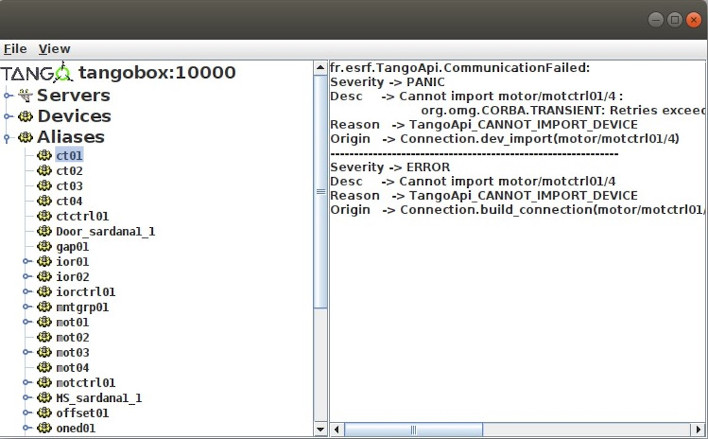 File View
TANGO tangobox:10000
Servers
Devices
Aliases
ct01
ct02
ct03
ct04
ctctrl01
Door_sardana1_1
gap01
ior01
ior02
iorctrl01
mntgrp01
mot01
mot02
mot03
mot04
motctrl01
MS_sardana1_1
offset01
oned01
fr.esrf.TangoApi.CommunicationFailed:
Severity -> PANIC
Desc -> Cannot import motor/motctrl01/4 :
org.omg.CORBA.TRANSIENT: Retries exceed
Reason -> TangoApi_CANNOT_IMPORT_DEVICE
Origin -> Connection.dev_import(motor/motctrl01/4)
-------------------------------------------------------------
Severity -> ERROR
Desc -> Cannot import motor/motctrl01/4
Reason -> TangoApi_CANNOT_IMPORT_DEVICE
Origin -> Connection.build_connection(motor/motctrl01/